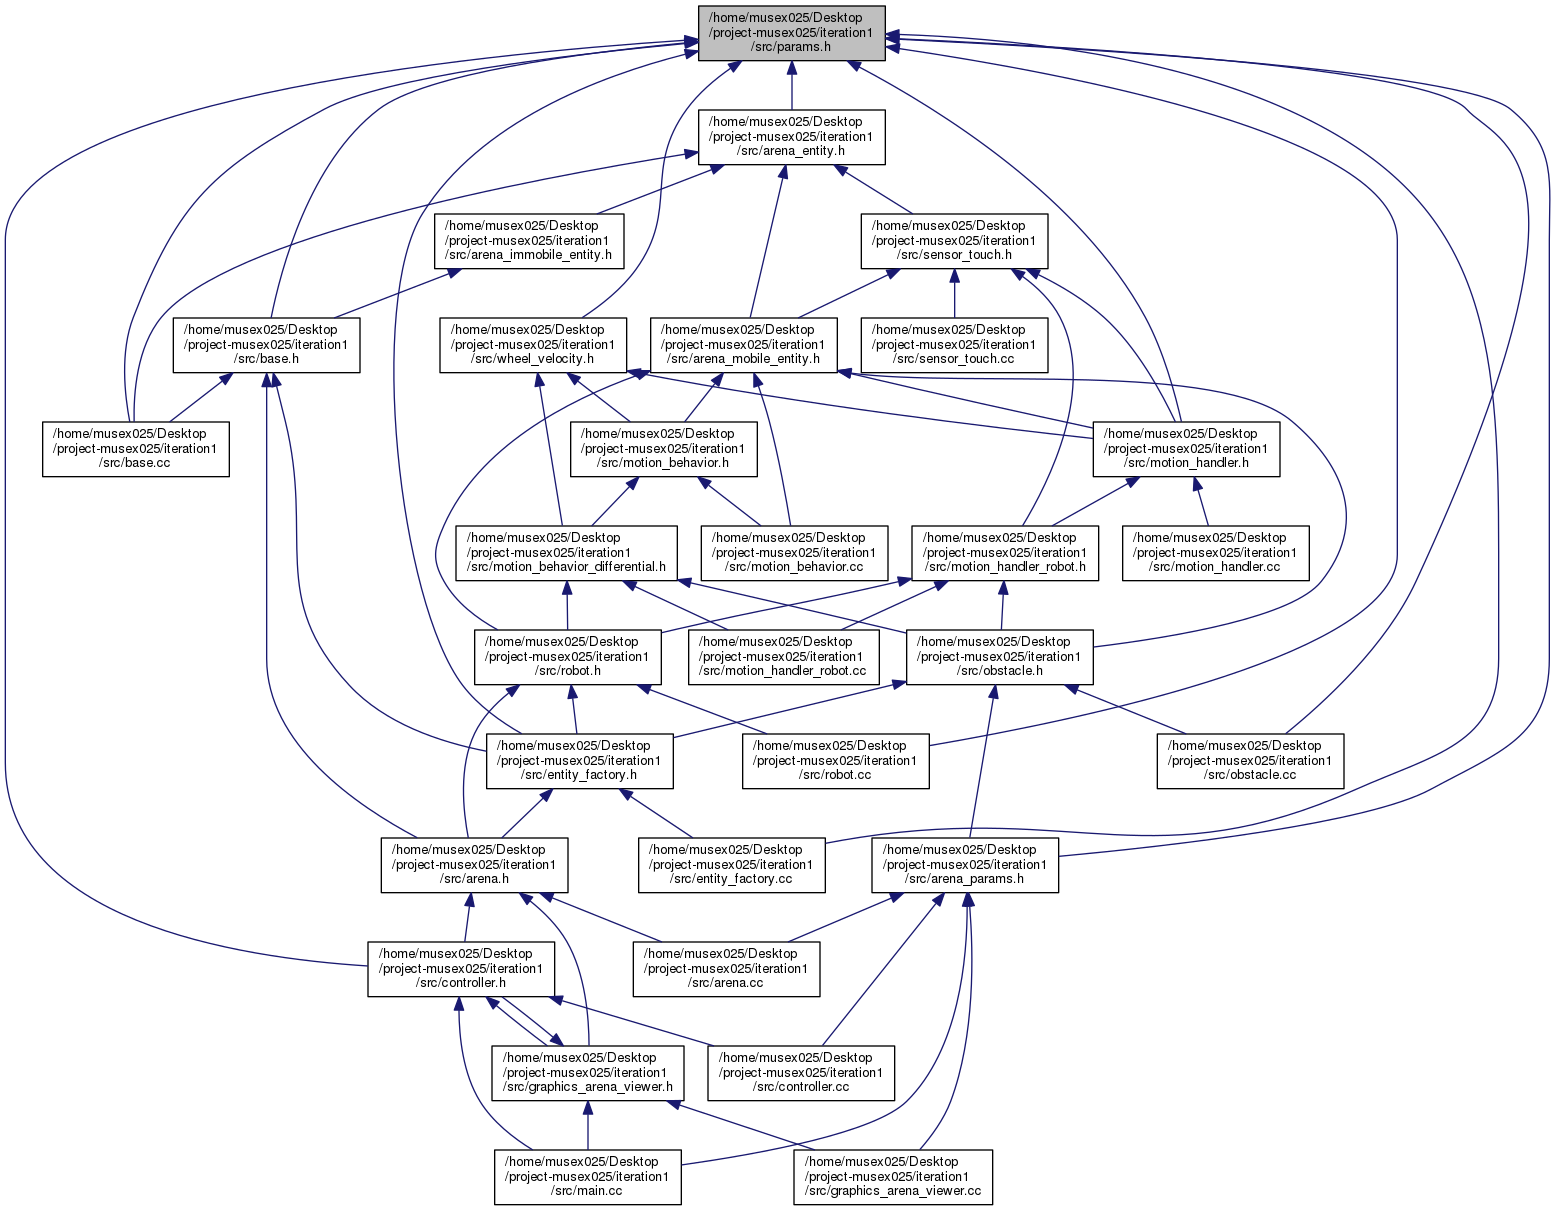 /home/musex025/Desktop
/project-musex025/iteration1
/src/params.h
/home/musex025/Desktop
/project-musex025/iteration1
/src/arena_entity.h
/home/musex025/Desktop
/project-musex025/iteration1
/src/arena_immobile_entity.h
/home/musex025/Desktop
/project-musex025/iteration1
/src/sensor_touch.h
/home/musex025/Desktop
/project-musex025/iteration1
/src/base.h
/home/musex025/Desktop
/project-musex025/iteration1
/src/wheel_velocity.h
/home/musex025/Desktop
/project-musex025/iteration1
/src/arena_mobile_entity.h
/home/musex025/Desktop
/project-musex025/iteration1
/src/sensor_touch.cc
/home/musex025/Desktop
/project-musex025/iteration1
/src/base.cc
/home/musex025/Desktop
/project-musex025/iteration1
/src/motion_behavior.h
/home/musex025/Desktop
/project-musex025/iteration1
/src/motion_handler.h
/home/musex025/Desktop
/project-musex025/iteration1
/src/motion_behavior_differential.h
/home/musex025/Desktop
/project-musex025/iteration1
/src/motion_behavior.cc
/home/musex025/Desktop
/project-musex025/iteration1
/src/motion_handler_robot.h
/home/musex025/Desktop
/project-musex025/iteration1
/src/motion_handler.cc
/home/musex025/Desktop
/project-musex025/iteration1
/src/robot.h
/home/musex025/Desktop
/project-musex025/iteration1
/src/motion_handler_robot.cc
/home/musex025/Desktop
/project-musex025/iteration1
/src/obstacle.h
/home/musex025/Desktop
/project-musex025/iteration1
/src/entity_factory.h
/home/musex025/Desktop
/project-musex025/iteration1
/src/robot.cc
/home/musex025/Desktop
/project-musex025/iteration1
/src/obstacle.cc
/home/musex025/Desktop
/project-musex025/iteration1
/src/arena.h
/home/musex025/Desktop
/project-musex025/iteration1
/src/entity_factory.cc
/home/musex025/Desktop
/project-musex025/iteration1
/src/arena_params.h
/home/musex025/Desktop
/project-musex025/iteration1
/src/controller.h
/home/musex025/Desktop
/project-musex025/iteration1
/src/arena.cc
/home/musex025/Desktop
/project-musex025/iteration1
/src/graphics_arena_viewer.h
/home/musex025/Desktop
/project-musex025/iteration1
/src/controller.cc
/home/musex025/Desktop
/project-musex025/iteration1
/src/main.cc
/home/musex025/Desktop
/project-musex025/iteration1
/src/graphics_arena_viewer.cc